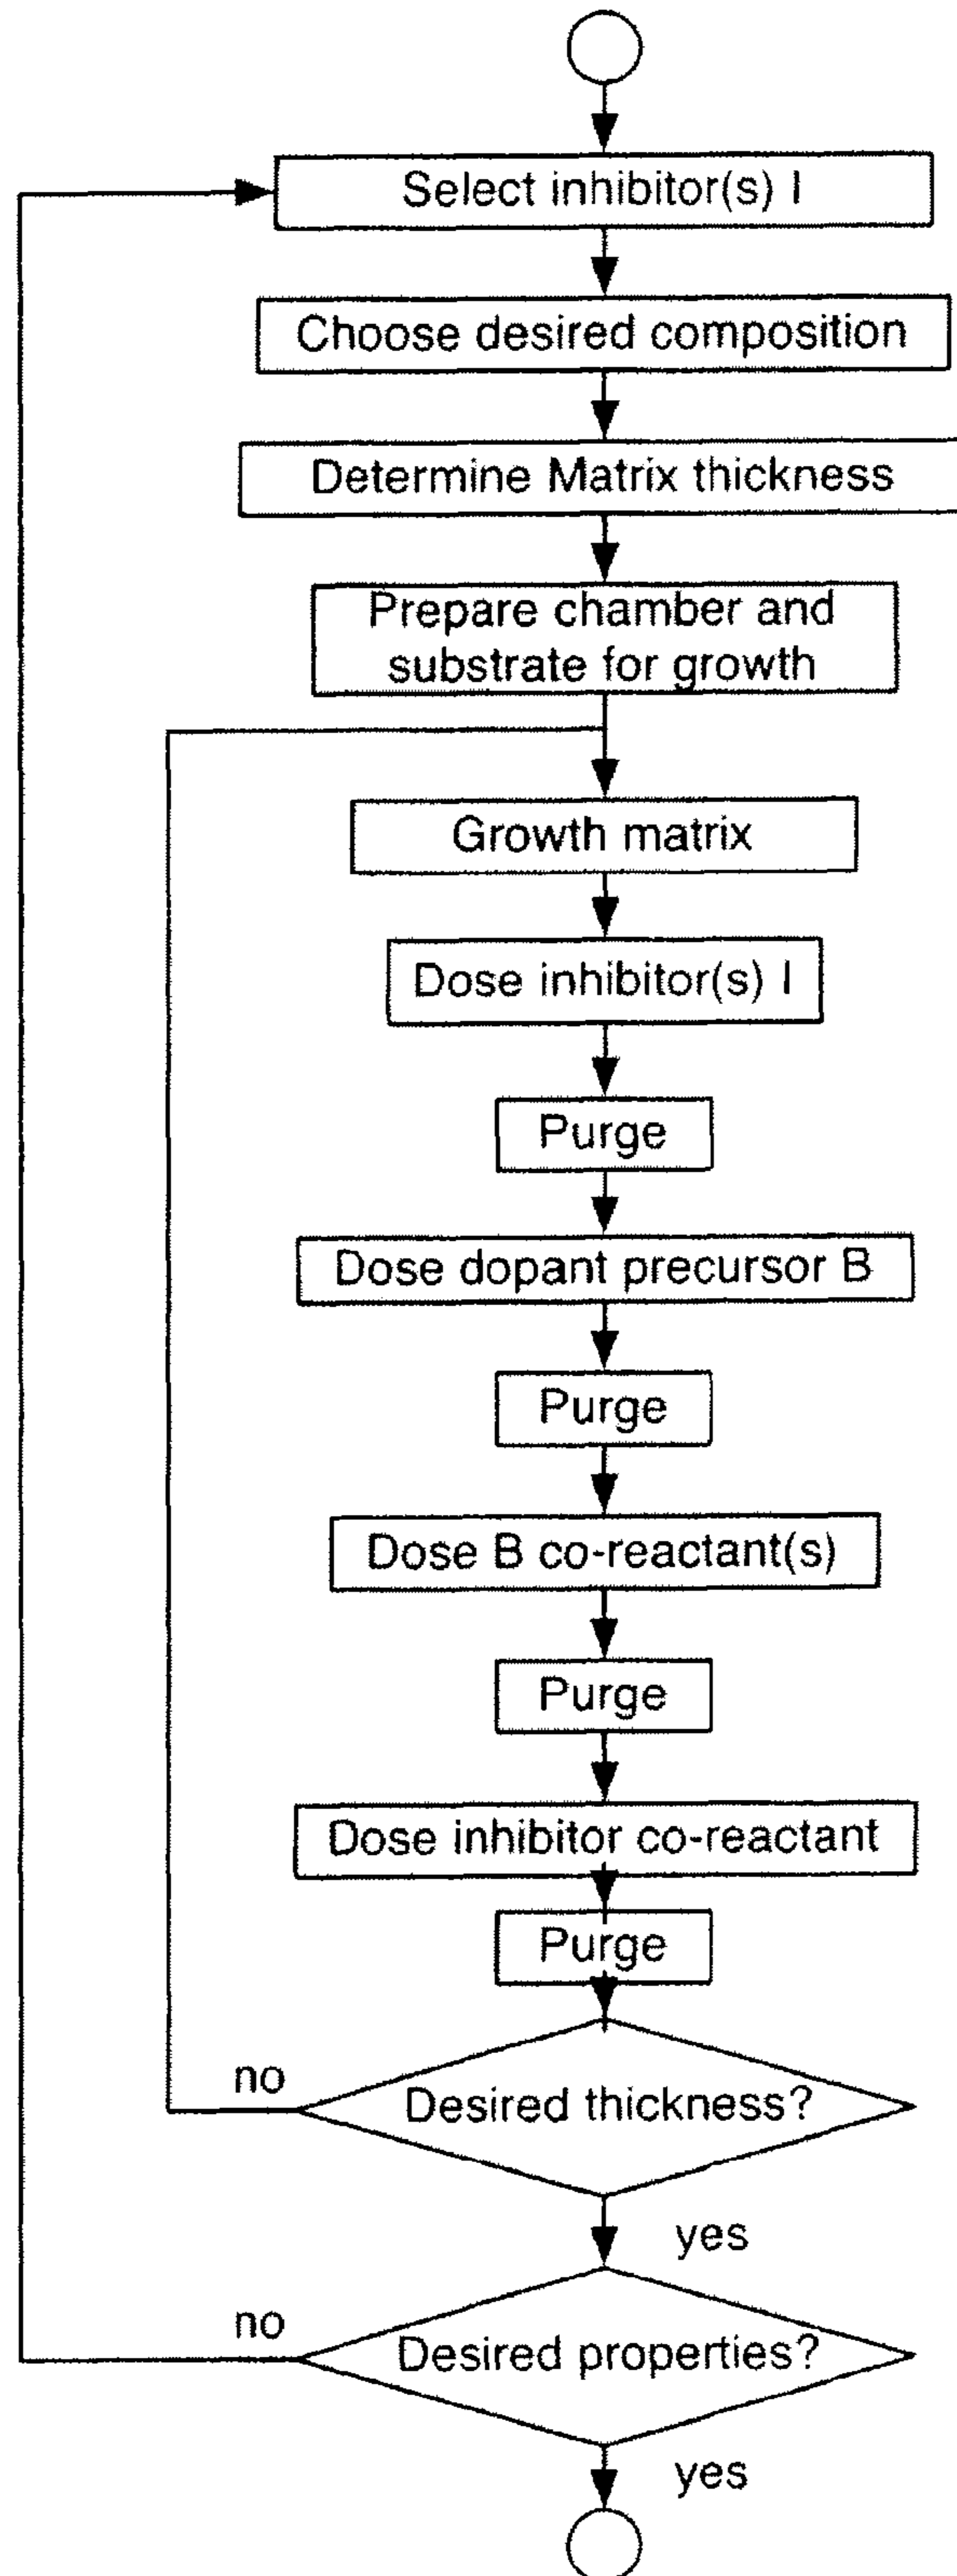 Select inhibitor(s) I
Choose desired composition
Determine Matrix thickness
Prepare chamber and
substrate for growth
Growth matrix
Dose inhibitor(s) I
Purge
Dose dopant precursor B
Purge
Dose B co-reactant(s)
Purge
Dose inhibitor co-reactant
Purge
no
Desired thickness?
yes
no
Desired properties?
yes